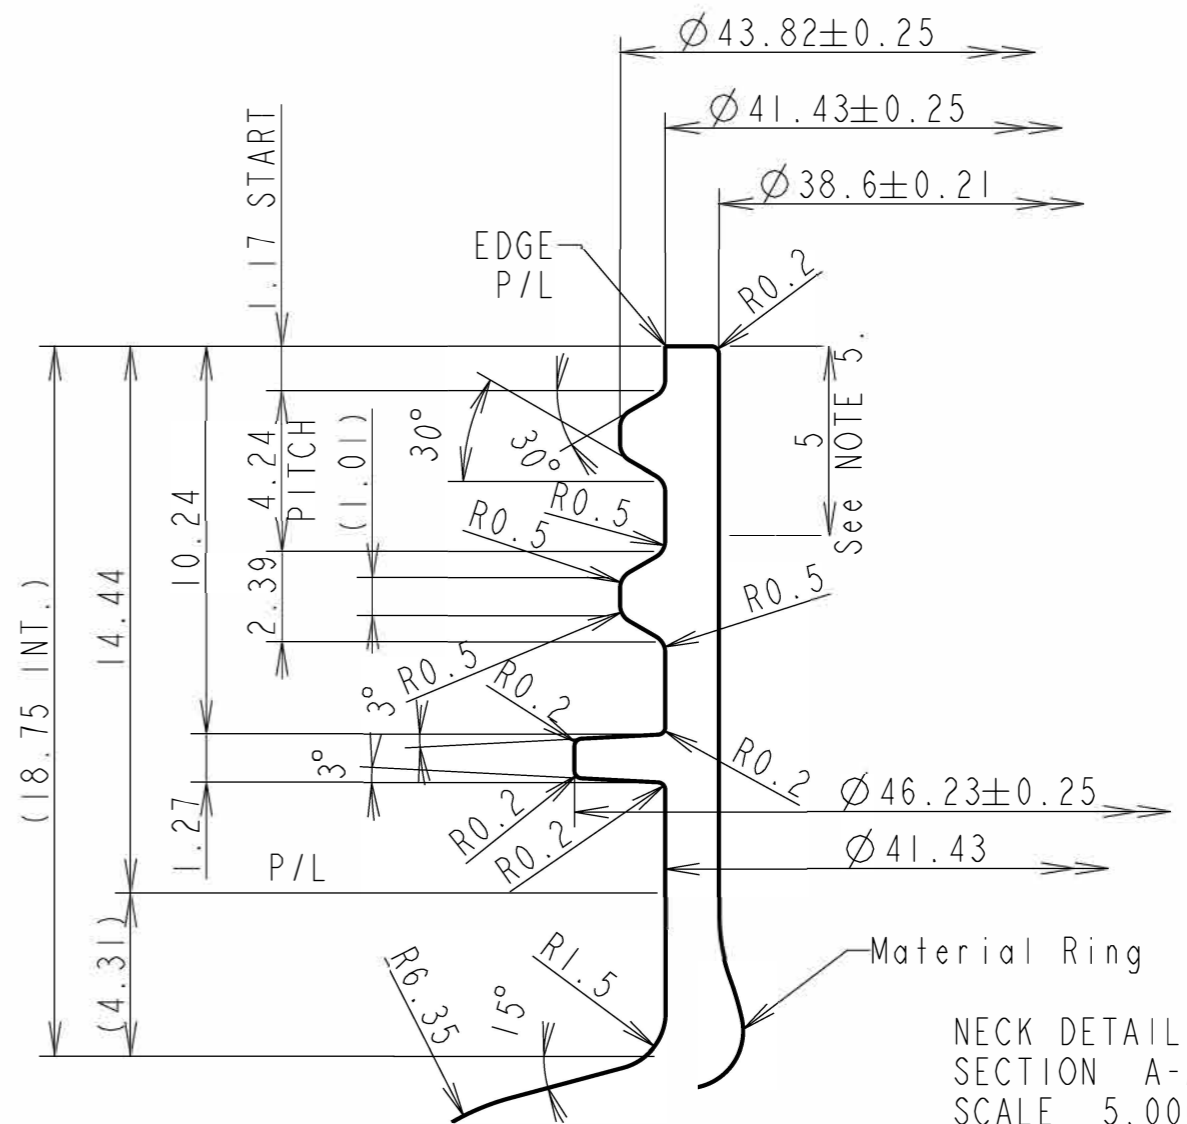 Ø43.82±0.25
Ø41.43±0.25
Ø38.6±0.21
1.17 START
EDGE
P/L
R0.2
5
See NOTE 5.
30°
30°
4.24
PITCH
(1.01)
R0.5
R0.5
10.24
2.39
R0.5
14.44
(18.75 INT.)
R0.5
R0.2
3°
3°
R0.2
Ø46.23±0.25
R0.2
R0.2
1.27
P/L
Ø41.43
(4.31)
R6.35
15°
R1.5
Material Ring
NECK DETAIL
SECTION A-
SCALE 5.00